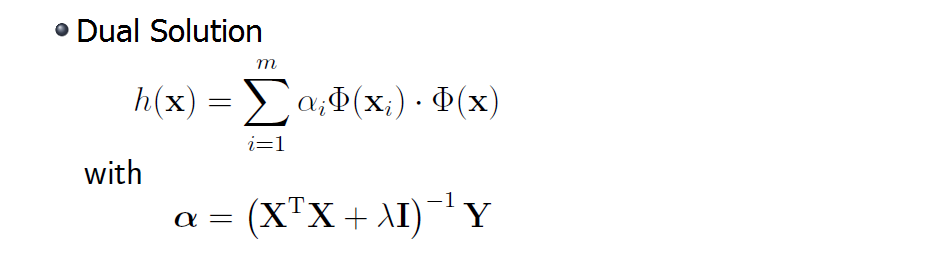 • Dual Solution
h(x) = ∑_{i=1}^{m} α_i Φ(x_i) · Φ(x)
with
α = (X^T X + λI)^{-1} Y